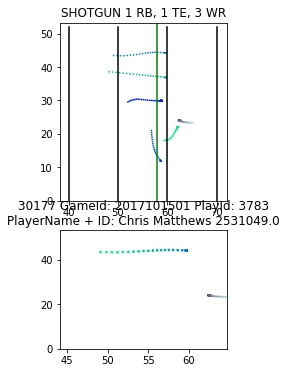 SHOTGUN 1 RB, 1 TE, 3 WR
50
40
30
20
10
0
40 50 60 70
30177 GameId: 2017101501 PlayId: 3783
PlayerName + ID: Chris Matthews 2531049.0
40
20
0
45 50 55 60